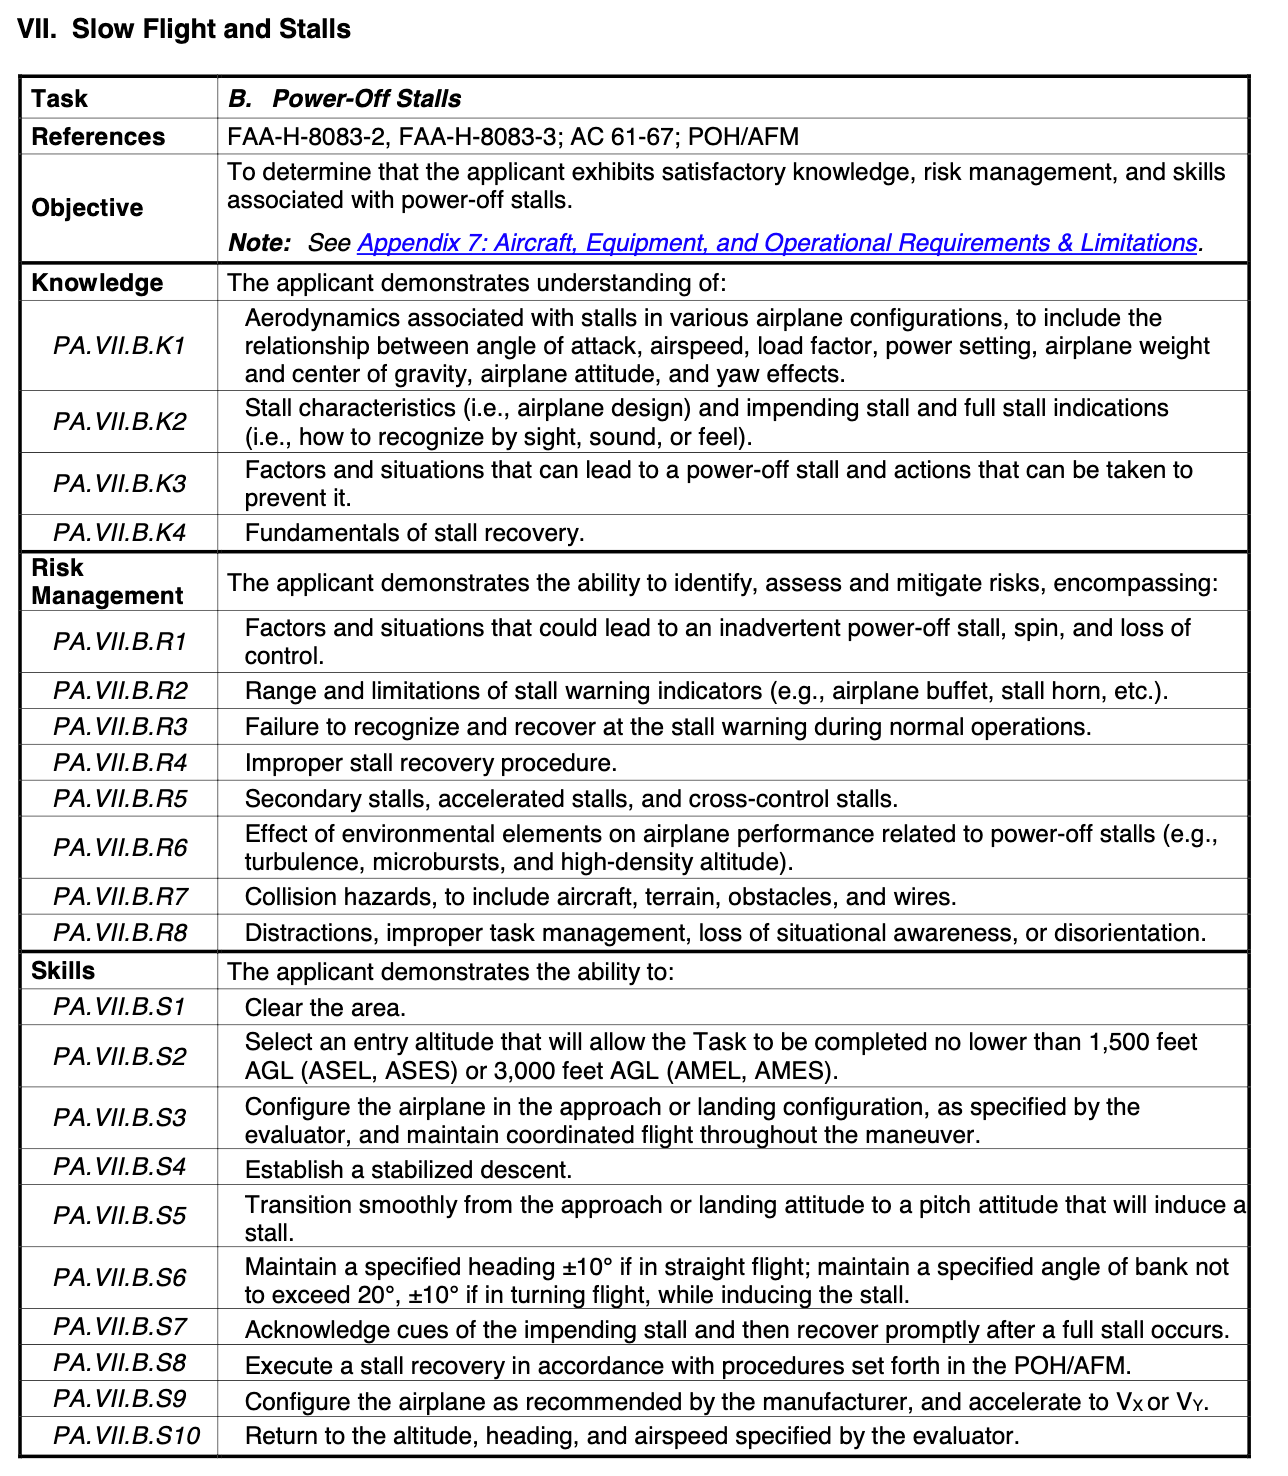 VII. Slow Flight and Stalls
Task
B. Power-Off Stalls
References
FAA-H-8083-2, FAA-H-8083-3; AC 61-67; POH/AFM
Objective
To determine that the applicant exhibits satisfactory knowledge, risk management, and skills
associated with power-off stalls.
Note: See Appendix 7: Aircraft, Equipment, and Operational Requirements & Limitations.
Knowledge
The applicant demonstrates understanding of:
PA.VII.B.K1
Aerodynamics associated with stalls in various airplane configurations, to include the
relationship between angle of attack, airspeed, load factor, power setting, airplane weight
and center of gravity, airplane attitude, and yaw effects.
PA.VII.B.K2
Stall characteristics (i.e., airplane design) and impending stall and full stall indications
(i.e., how to recognize by sight, sound, or feel).
PA.VII.B.K3
Factors and situations that can lead to a power-off stall and actions that can be taken to
prevent it.
PA.VII.B.K4
Fundamentals of stall recovery.
Risk
Management
The applicant demonstrates the ability to identify, assess and mitigate risks, encompassing:
PA.VII.B.R1
Factors and situations that could lead to an inadvertent power-off stall, spin, and loss of
control.
PA.VII.B.R2
Range and limitations of stall warning indicators (e.g., airplane buffet, stall horn, etc.).
PA.VII.B.R3
Failure to recognize and recover at the stall warning during normal operations.
PA.VII.B.R4
Improper stall recovery procedure.
PA.VII.B.R5
Secondary stalls, accelerated stalls, and cross-control stalls.
PA.VII.B.R6
Effect of environmental elements on airplane performance related to power-off stalls (e.g.,
turbulence, microbursts, and high-density altitude).
PA.VII.B.R7
Collision hazards, to include aircraft, terrain, obstacles, and wires.
PA.VII.B.R8
Distractions, improper task management, loss of situational awareness, or disorientation.
Skills
The applicant demonstrates the ability to:
PA.VII.B.S1
Clear the area.
PA.VII.B.S2
Select an entry altitude that will allow the Task to be completed no lower than 1,500 feet
AGL (ASEL, ASES) or 3,000 feet AGL (AMEL, AMES).
PA.VII.B.S3
Configure the airplane in the approach or landing configuration, as specified by the
evaluator, and maintain coordinated flight throughout the maneuver.
PA.VII.B.S4
Establish a stabilized descent.
PA.VII.B.S5
Transition smoothly from the approach or landing attitude to a pitch attitude that will induce a
stall.
PA.VII.B.S6
Maintain a specified heading ±10° if in straight flight; maintain a specified angle of bank not
to exceed 20°, ±10° if in turning flight, while inducing the stall.
PA.VII.B.S7
Acknowledge cues of the impending stall and then recover promptly after a full stall occurs.
PA.VII.B.S8
Execute a stall recovery in accordance with procedures set forth in the POH/AFM.
PA.VII.B.S9
Configure the airplane as recommended by the manufacturer, and accelerate to VX or VY.
PA.VII.B.S10
Return to the altitude, heading, and airspeed specified by the evaluator.